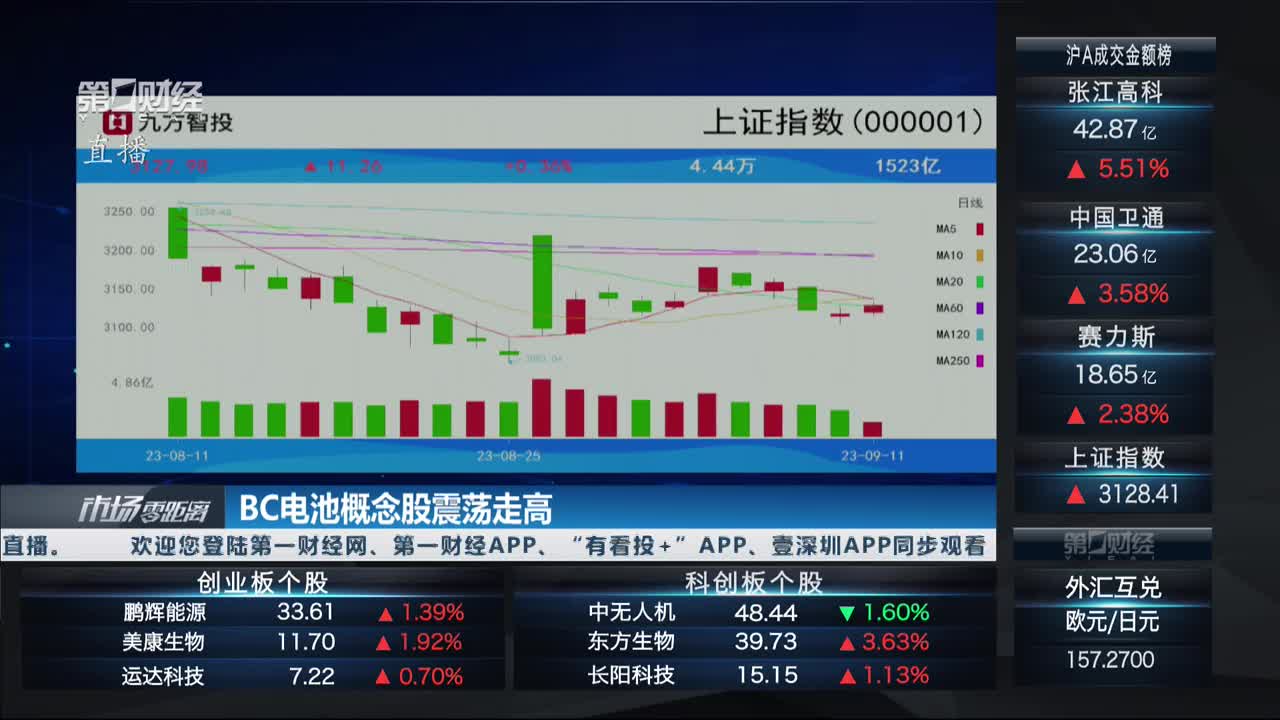 第一财经
直播
九方智投
上证指数(000001)
3127.98 ▲ 11.26 +0.36% 4.44万 1523亿
日线
3250.00
3200.00
3150.00
3100.00
4.86亿
MA5
MA10
MA20
MA60
MA120
MA250
23-08-11 23-08-25 23-09-11
市场零距离
BC电池概念股震荡走高
直播。 欢迎您登陆第一财经网、第一财经APP、“有看投+”APP、壹深圳APP同步观看
创业板个股
鹏辉能源 33.61 ▲ 1.39%
美康生物 11.70 ▲ 1.92%
运达科技 7.22 ▲ 0.70%
科创板个股
中无人机 48.44 ▼ 1.60%
东方生物 39.73 ▲ 3.63%
长阳科技 15.15 ▲ 1.13%
沪A成交金额榜
张江高科
42.87亿
▲ 5.51%
中国卫通
23.06亿
▲ 3.58%
赛力斯
18.65亿
▲ 2.38%
上证指数
▲ 3128.41
第一财经
外汇互兑
欧元/日元
157.2700